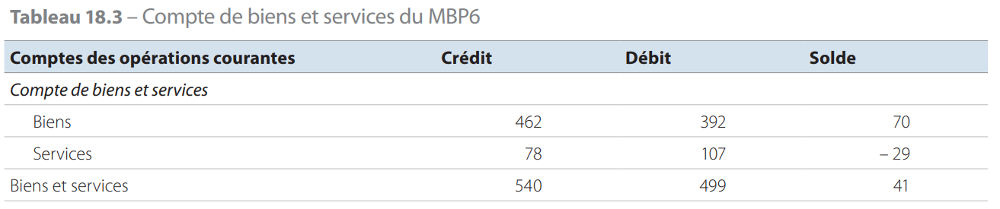 Tableau 18.3 – Compte de biens et services du MBP6
Comptes des opérations courantes Crédit Débit Solde
Compte de biens et services
Biens 462 392 70
Services 78 107 – 29
Biens et services 540 499 41